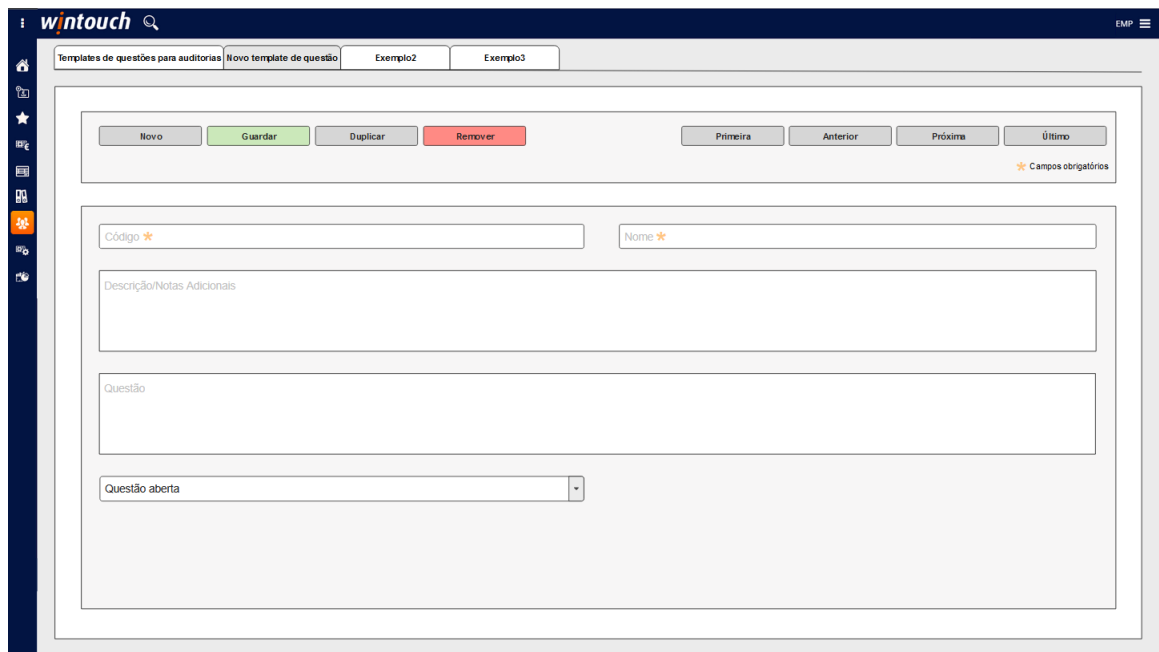 wintouch
EMP
Templates de questões para auditorias
Novo template de questão
Exemplo2
Exemplo3
Novo
Guardar
Duplicar
Remover
Primeira
Anterior
Próxima
Último
* Campos obrigatórios
Código *
Nome *
Descrição/Notas Adicionais
Questão
Questão aberta